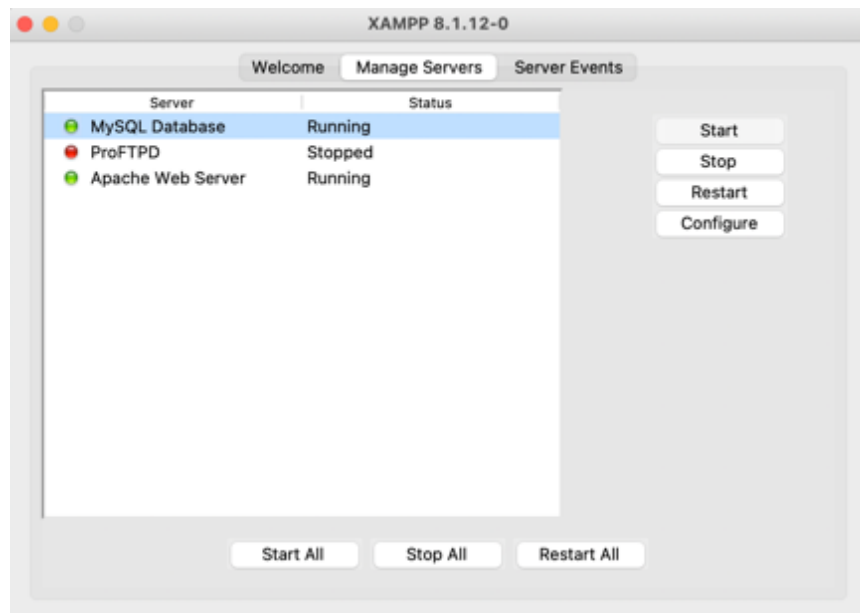 XAMPP 8.1.12-0
Welcome Manage Servers Server Events
Server Status
MySQL Database Running
ProFTPD Stopped
Apache Web Server Running
Start
Stop
Restart
Configure
Start All Stop All Restart All